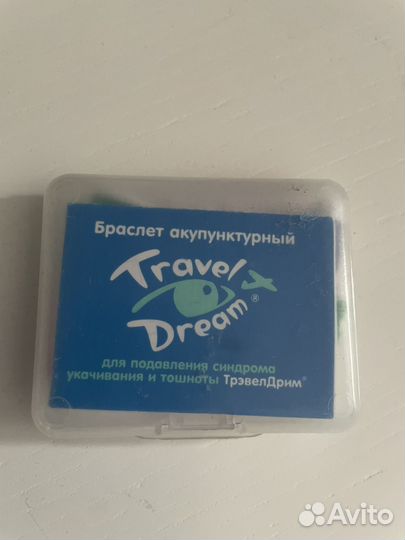 Браслет акупунктурный
Travel
Dream®
для подавления синдрома
укачивания и тошноты ТрэвелДрим®
Avito